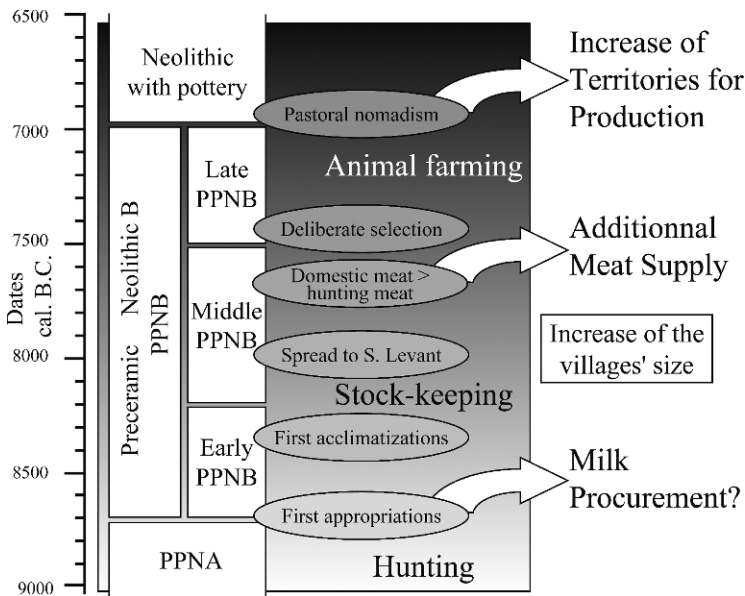 6500
7000
7500
8000
8500
9000
Dates
cal. B.C.
Neolithic
with pottery
Preceramic Neolithic B
PPNB
Late
PPNB
Middle
PPNB
Early
PPNB
PPNA
Pastoral nomadism
Animal farming
Deliberate selection
Domestic meat >
hunting meat
Spread to S. Levant
Stock-keeping
First acclimatizations
First appropriations
Hunting
Increase of
Territories for
Production
Additionnal
Meat Supply
Increase of the
villages' size
Milk
Procurement?